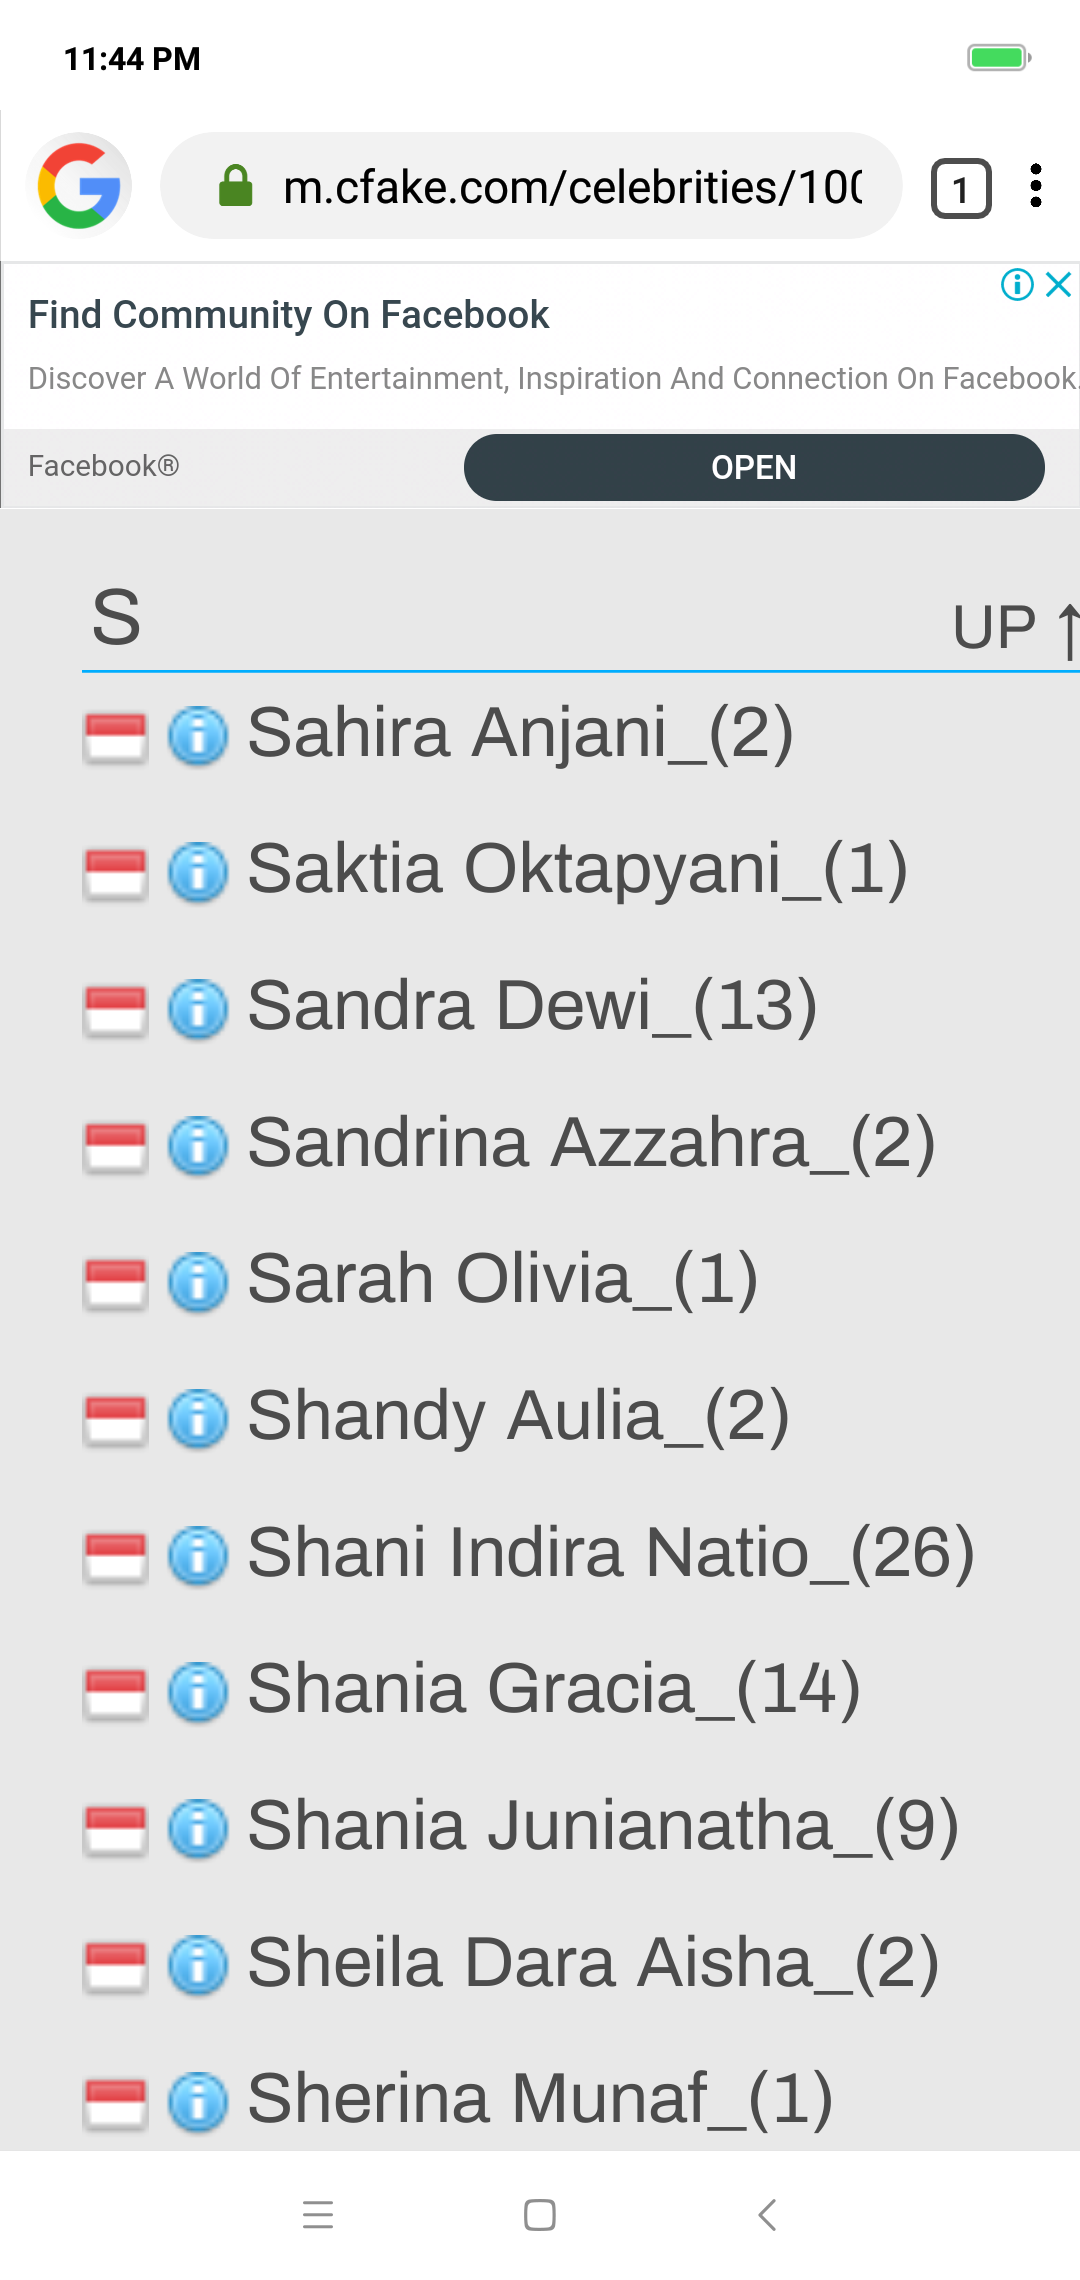 11:44 PM
m.cfake.com/celebrities/100
1
Find Community On Facebook
Discover A World Of Entertainment, Inspiration And Connection On Facebook.
Facebook®
OPEN
S
UP ↑
Sahira Anjani_(2)
Saktia Oktapyani_(1)
Sandra Dewi_(13)
Sandrina Azzahra_(2)
Sarah Olivia_(1)
Shandy Aulia_(2)
Shani Indira Natio_(26)
Shania Gracia_(14)
Shania Junianatha_(9)
Sheila Dara Aisha_(2)
Sherina Munaf_(1)